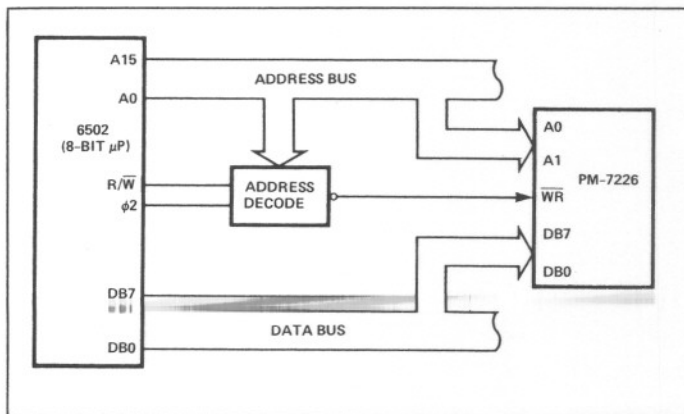 A15
ADDRESS BUS
A0
6502
(8-BIT μP)
R/W̅
ϕ2
ADDRESS
DECODE
DB7
DATA BUS
DB0
A0
A1
PM-7226
W̅R̅
DB7
DB0